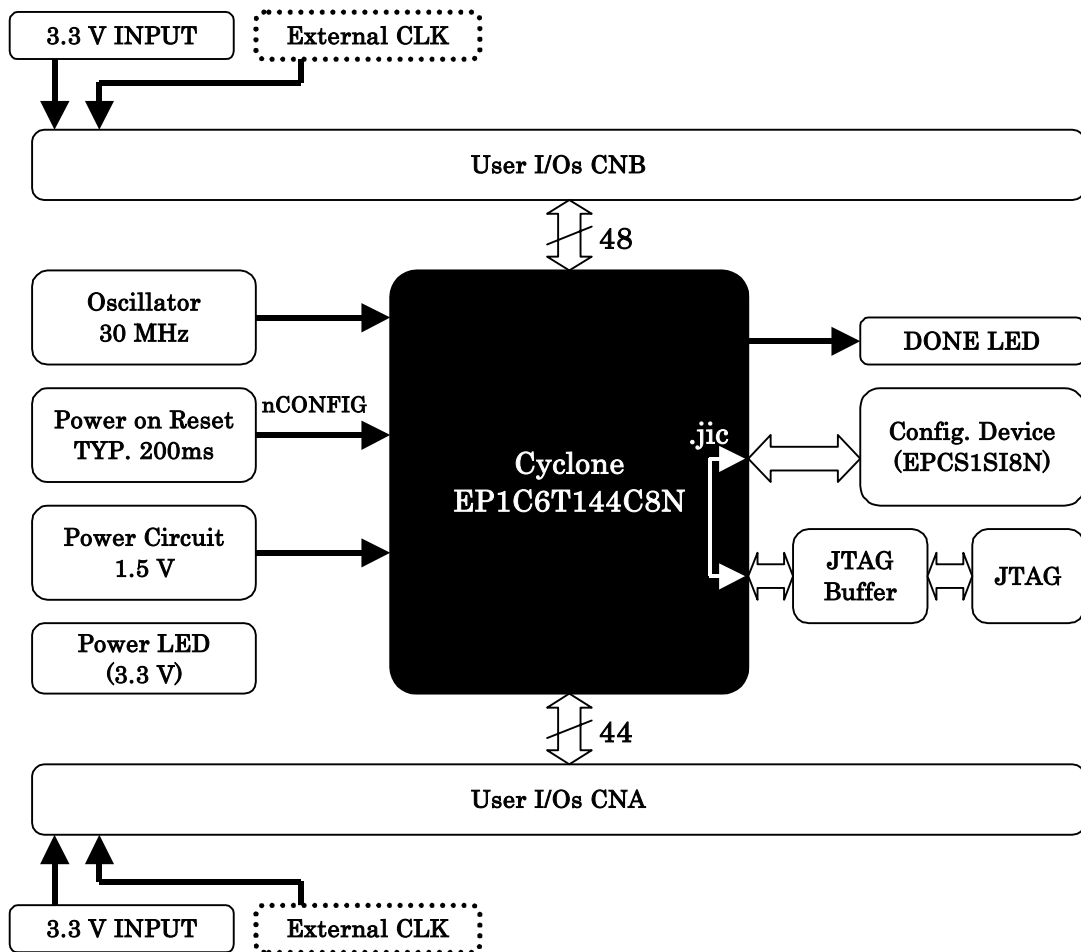 3.3 V INPUT
External CLK
User I/Os CNB
48
Oscillator
30 MHz
DONE LED
Power on Reset
TYP. 200ms
nCONFIG
.jic
Config. Device
(EPCS1SI8N)
Cyclone
EP1C6T144C8N
Power Circuit
1.5 V
JTAG
Buffer
JTAG
Power LED
(3.3 V)
44
User I/Os CNA
3.3 V INPUT
External CLK